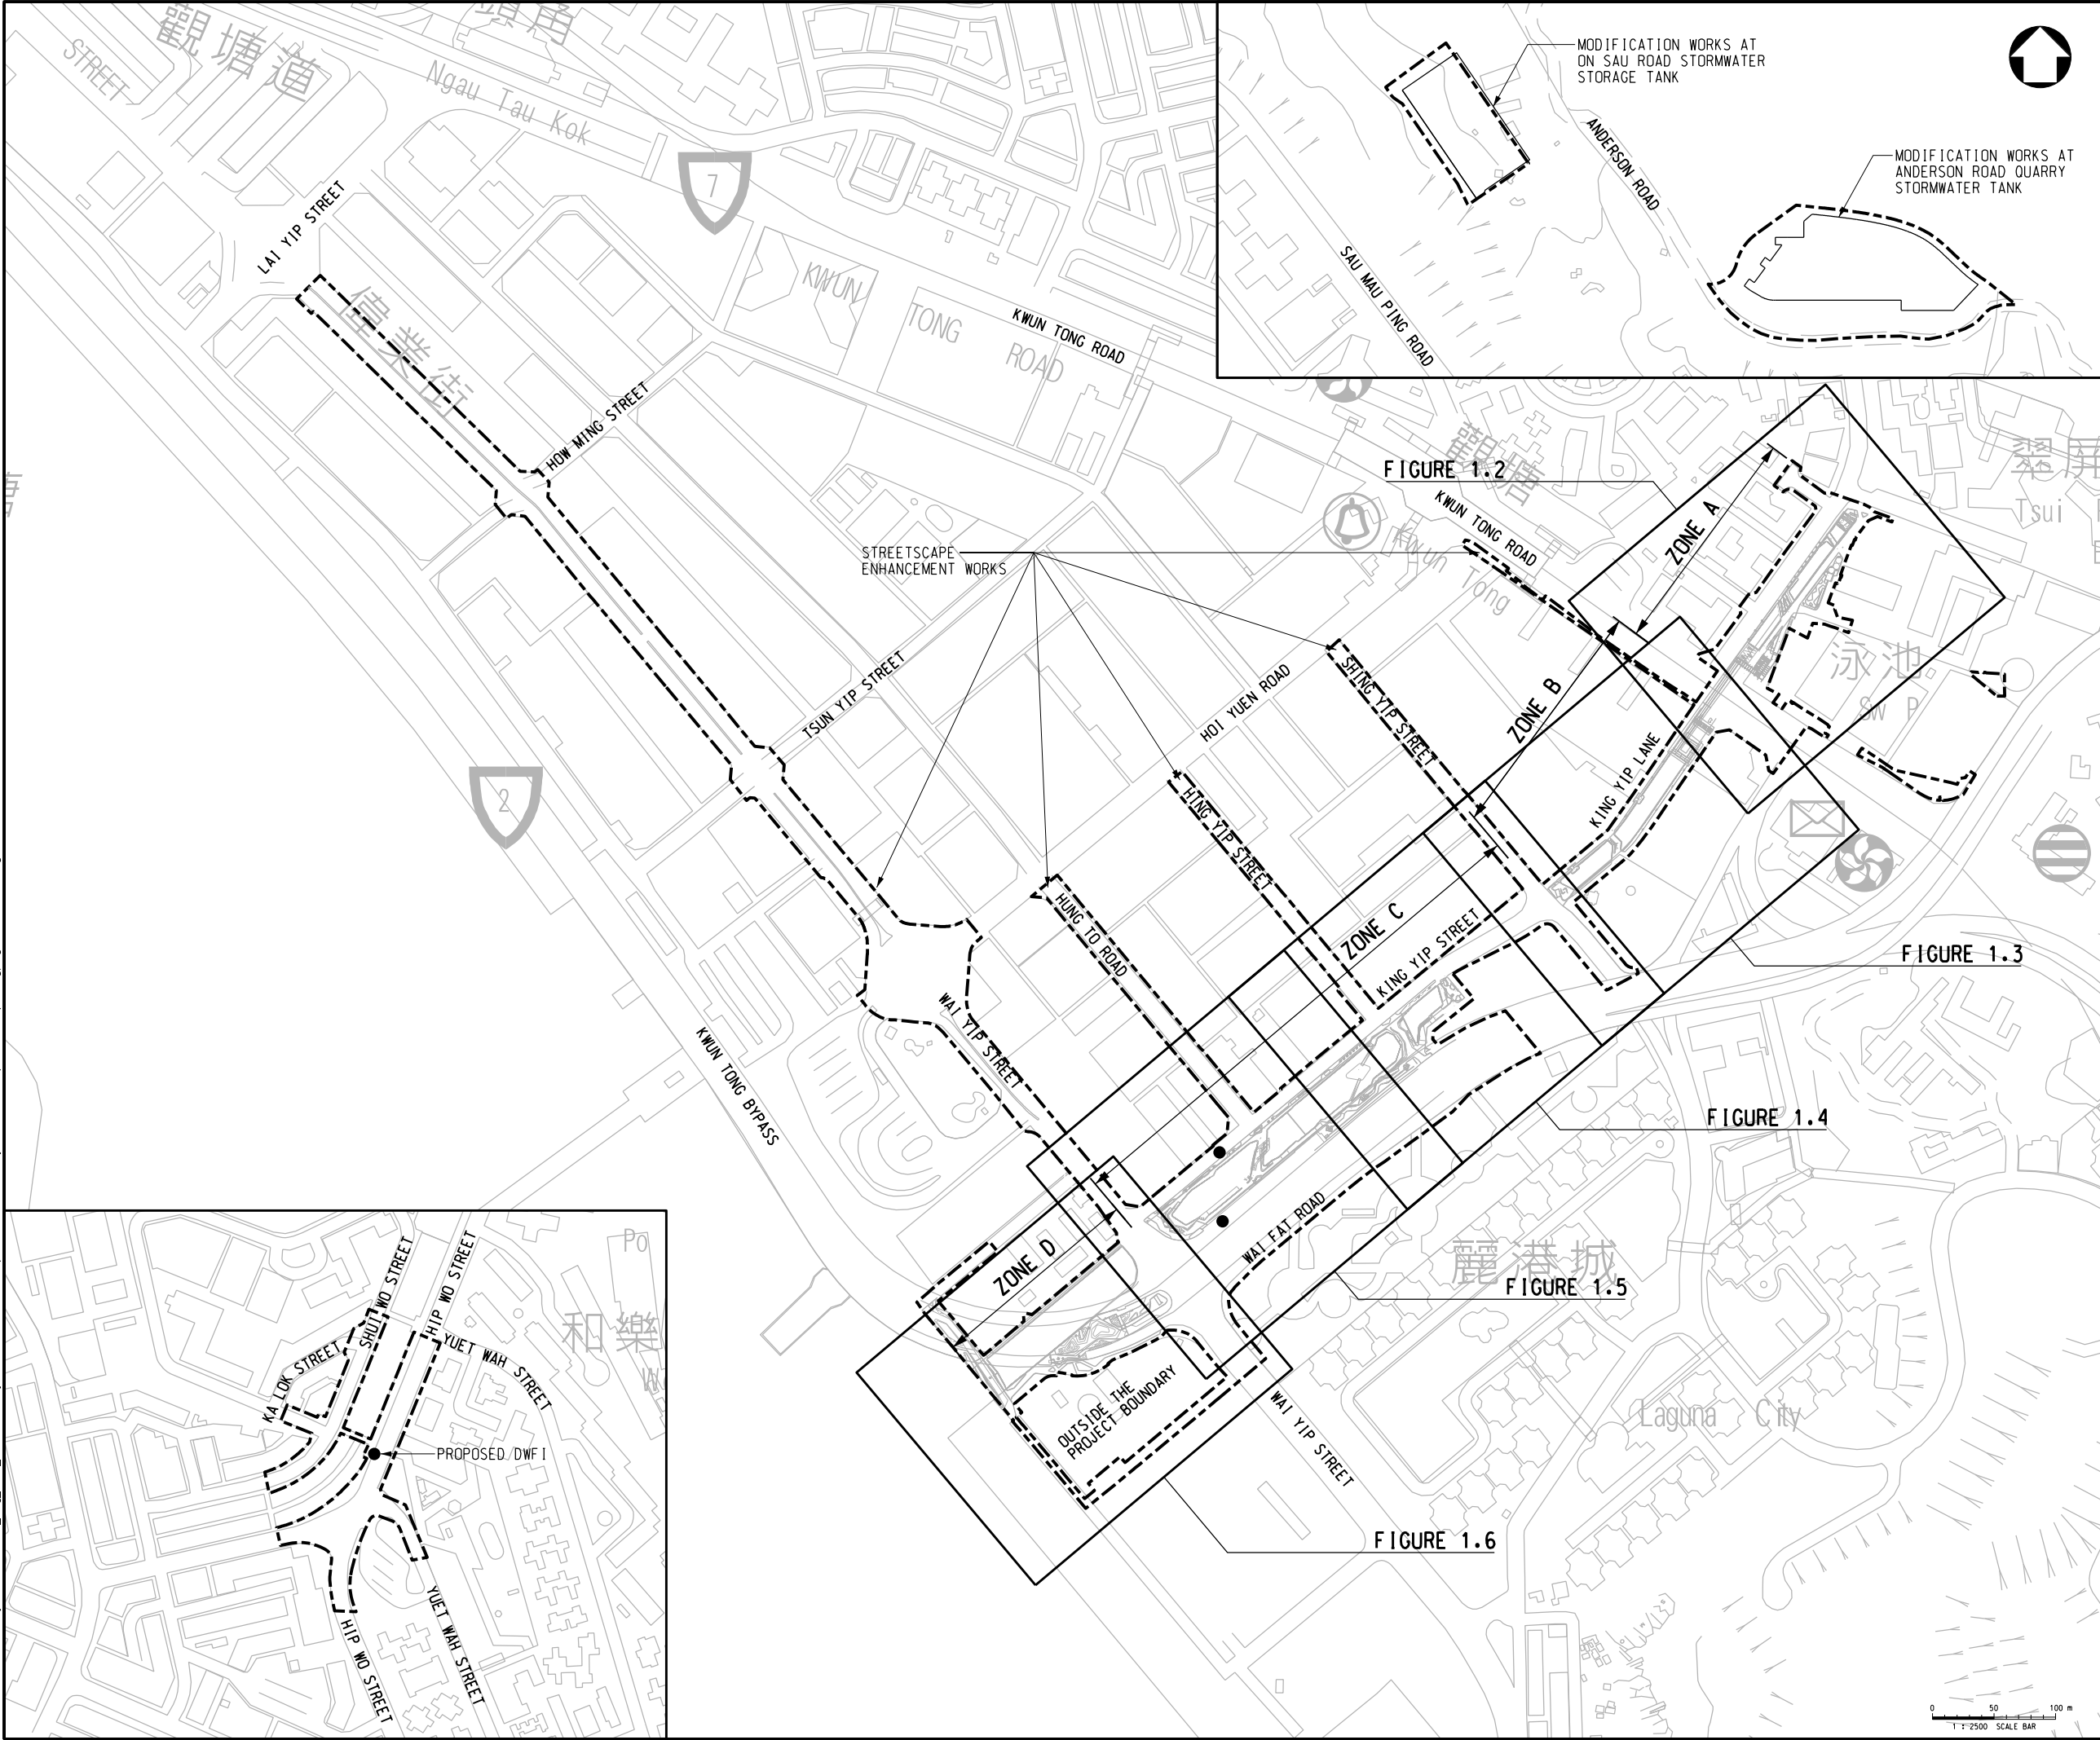 觀塘道
STREET
Ngau Tau Kok
7
LAI YIP STREET
偉業街
KWUN
TONG
ROAD
KWUN TONG ROAD
HOW MING STREET
MODIFICATION WORKS AT
ON SAU ROAD STORMWATER
STORAGE TANK
ANDERSON ROAD
MODIFICATION WORKS AT
ANDERSON ROAD QUARRY
STORMWATER TANK
SAU MAU PING ROAD
觀塘
FIGURE 1.2
KWUN TONG ROAD
Kwun Tong
ZONE A
翠屏
Tsui
STREETSCAPE
ENHANCEMENT WORKS
TSUN YIP STREET
HOI YUEN ROAD
SHING YIP STREET
ZONE B
泳池
SW P
KING YIP LANE
2
HING YIP STREET
HUNG TO ROAD
ZONE C
KING YIP STREET
FIGURE 1.3
WAI YIP STREET
KWUN TONG BYPASS
FIGURE 1.4
WAI FAT ROAD
麗港城
FIGURE 1.5
ZONE D
OUTSIDE THE
PROJECT BOUNDARY
WAI YIP STREET
Laguna City
FIGURE 1.6
SHUI WO STREET
HIP WO STREET
Po
和樂
W
KA LOK STREET
YUET WAH STREET
PROPOSED DWFI
HIP WO STREET
YUET WAH STREET
0 50 100 m
1 : 2500 SCALE BAR